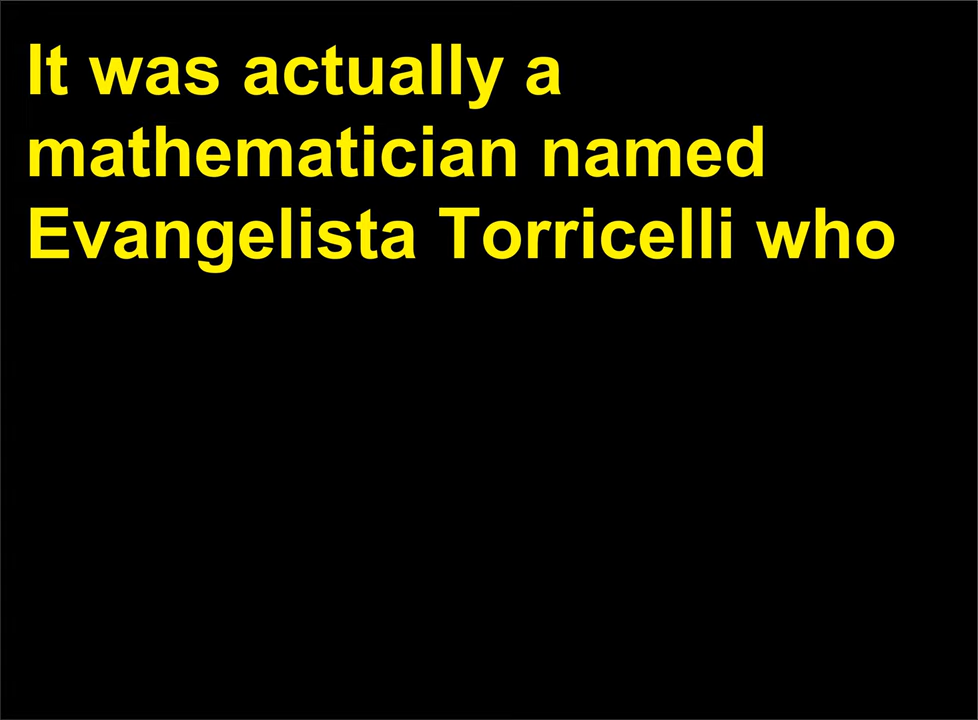 It was actually a
mathematician named
Evangelista Torricelli who